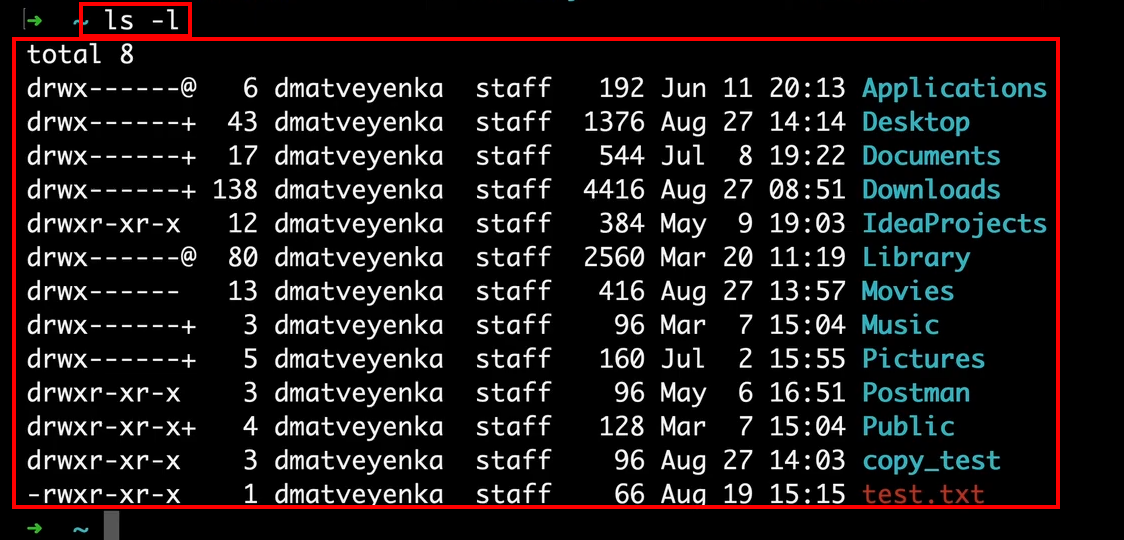 ➜  ~ ls -l
total 8
drwx------@   6 dmatveyenka  staff   192 Jun 11 20:13 Applications
drwx------+  43 dmatveyenka  staff  1376 Aug 27 14:14 Desktop
drwx------+  17 dmatveyenka  staff   544 Jul  8 19:22 Documents
drwx------+ 138 dmatveyenka  staff  4416 Aug 27 08:51 Downloads
drwxr-xr-x   12 dmatveyenka  staff   384 May  9 19:03 IdeaProjects
drwx------@  80 dmatveyenka  staff  2560 Mar 20 11:19 Library
drwx------   13 dmatveyenka  staff   416 Aug 27 13:57 Movies
drwx------+   3 dmatveyenka  staff    96 Mar  7 15:04 Music
drwx------+   5 dmatveyenka  staff   160 Jul  2 15:55 Pictures
drwxr-xr-x    3 dmatveyenka  staff    96 May  6 16:51 Postman
drwxr-xr-x+   4 dmatveyenka  staff   128 Mar  7 15:04 Public
drwxr-xr-x    3 dmatveyenka  staff    96 Aug 27 14:03 copy_test
-rwxr-xr-x    1 dmatveyenka  staff    66 Aug 19 15:15 test.txt
➜  ~